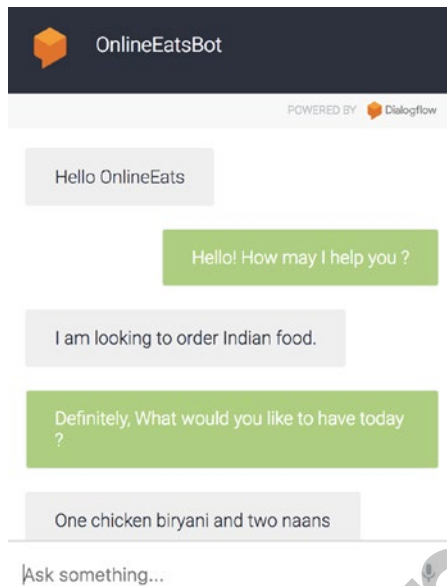 OnlineEatsBot
POWERED BY Dialogflow
Hello OnlineEats
Hello! How may I help you ?
I am looking to order Indian food.
Definitely, What would you like to have today
?
One chicken biryani and two naans
Ask something...